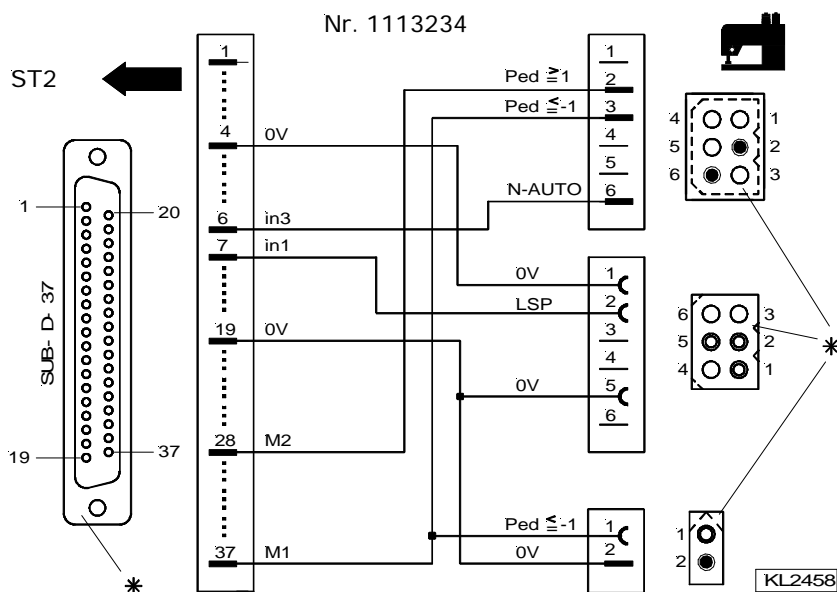 Nr. 1113234
ST2
SUB- D- 37
1
20
19
37
*
1
4 0V
6 in3
7 in1
19 0V
28 M2
37 M1
1
Ped ≧1 2
Ped ≦-1 3
4
5
N-AUTO 6
0V 1
LSP 2
3
4
0V 5
6
Ped ≦-1 1
0V 2
4 1
5 2
6 3
6 3
5 2
4 1
*
1
2
KL2458